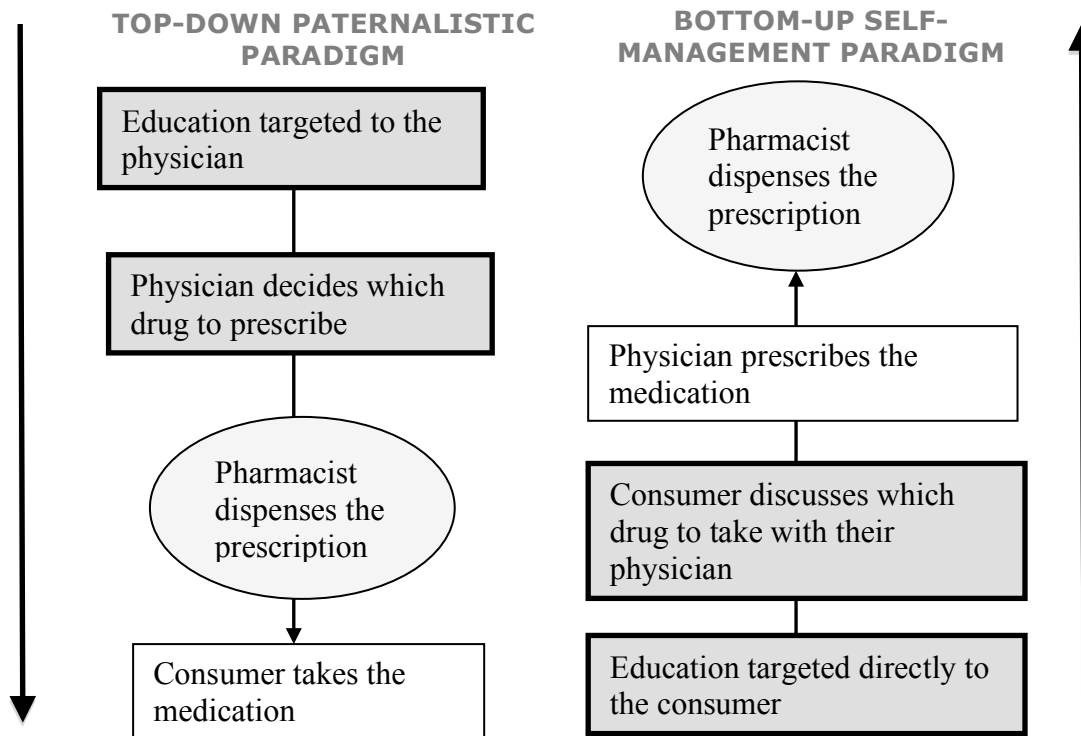 TOP-DOWN PATERNALISTIC
PARADIGM
Education targeted to the
physician
Physician decides which
drug to prescribe
Pharmacist
dispenses the
prescription
Consumer takes the
medication
BOTTOM-UP SELF-
MANAGEMENT PARADIGM
Pharmacist
dispenses the
prescription
Physician prescribes the
medication
Consumer discusses which
drug to take with their
physician
Education targeted directly to
the consumer